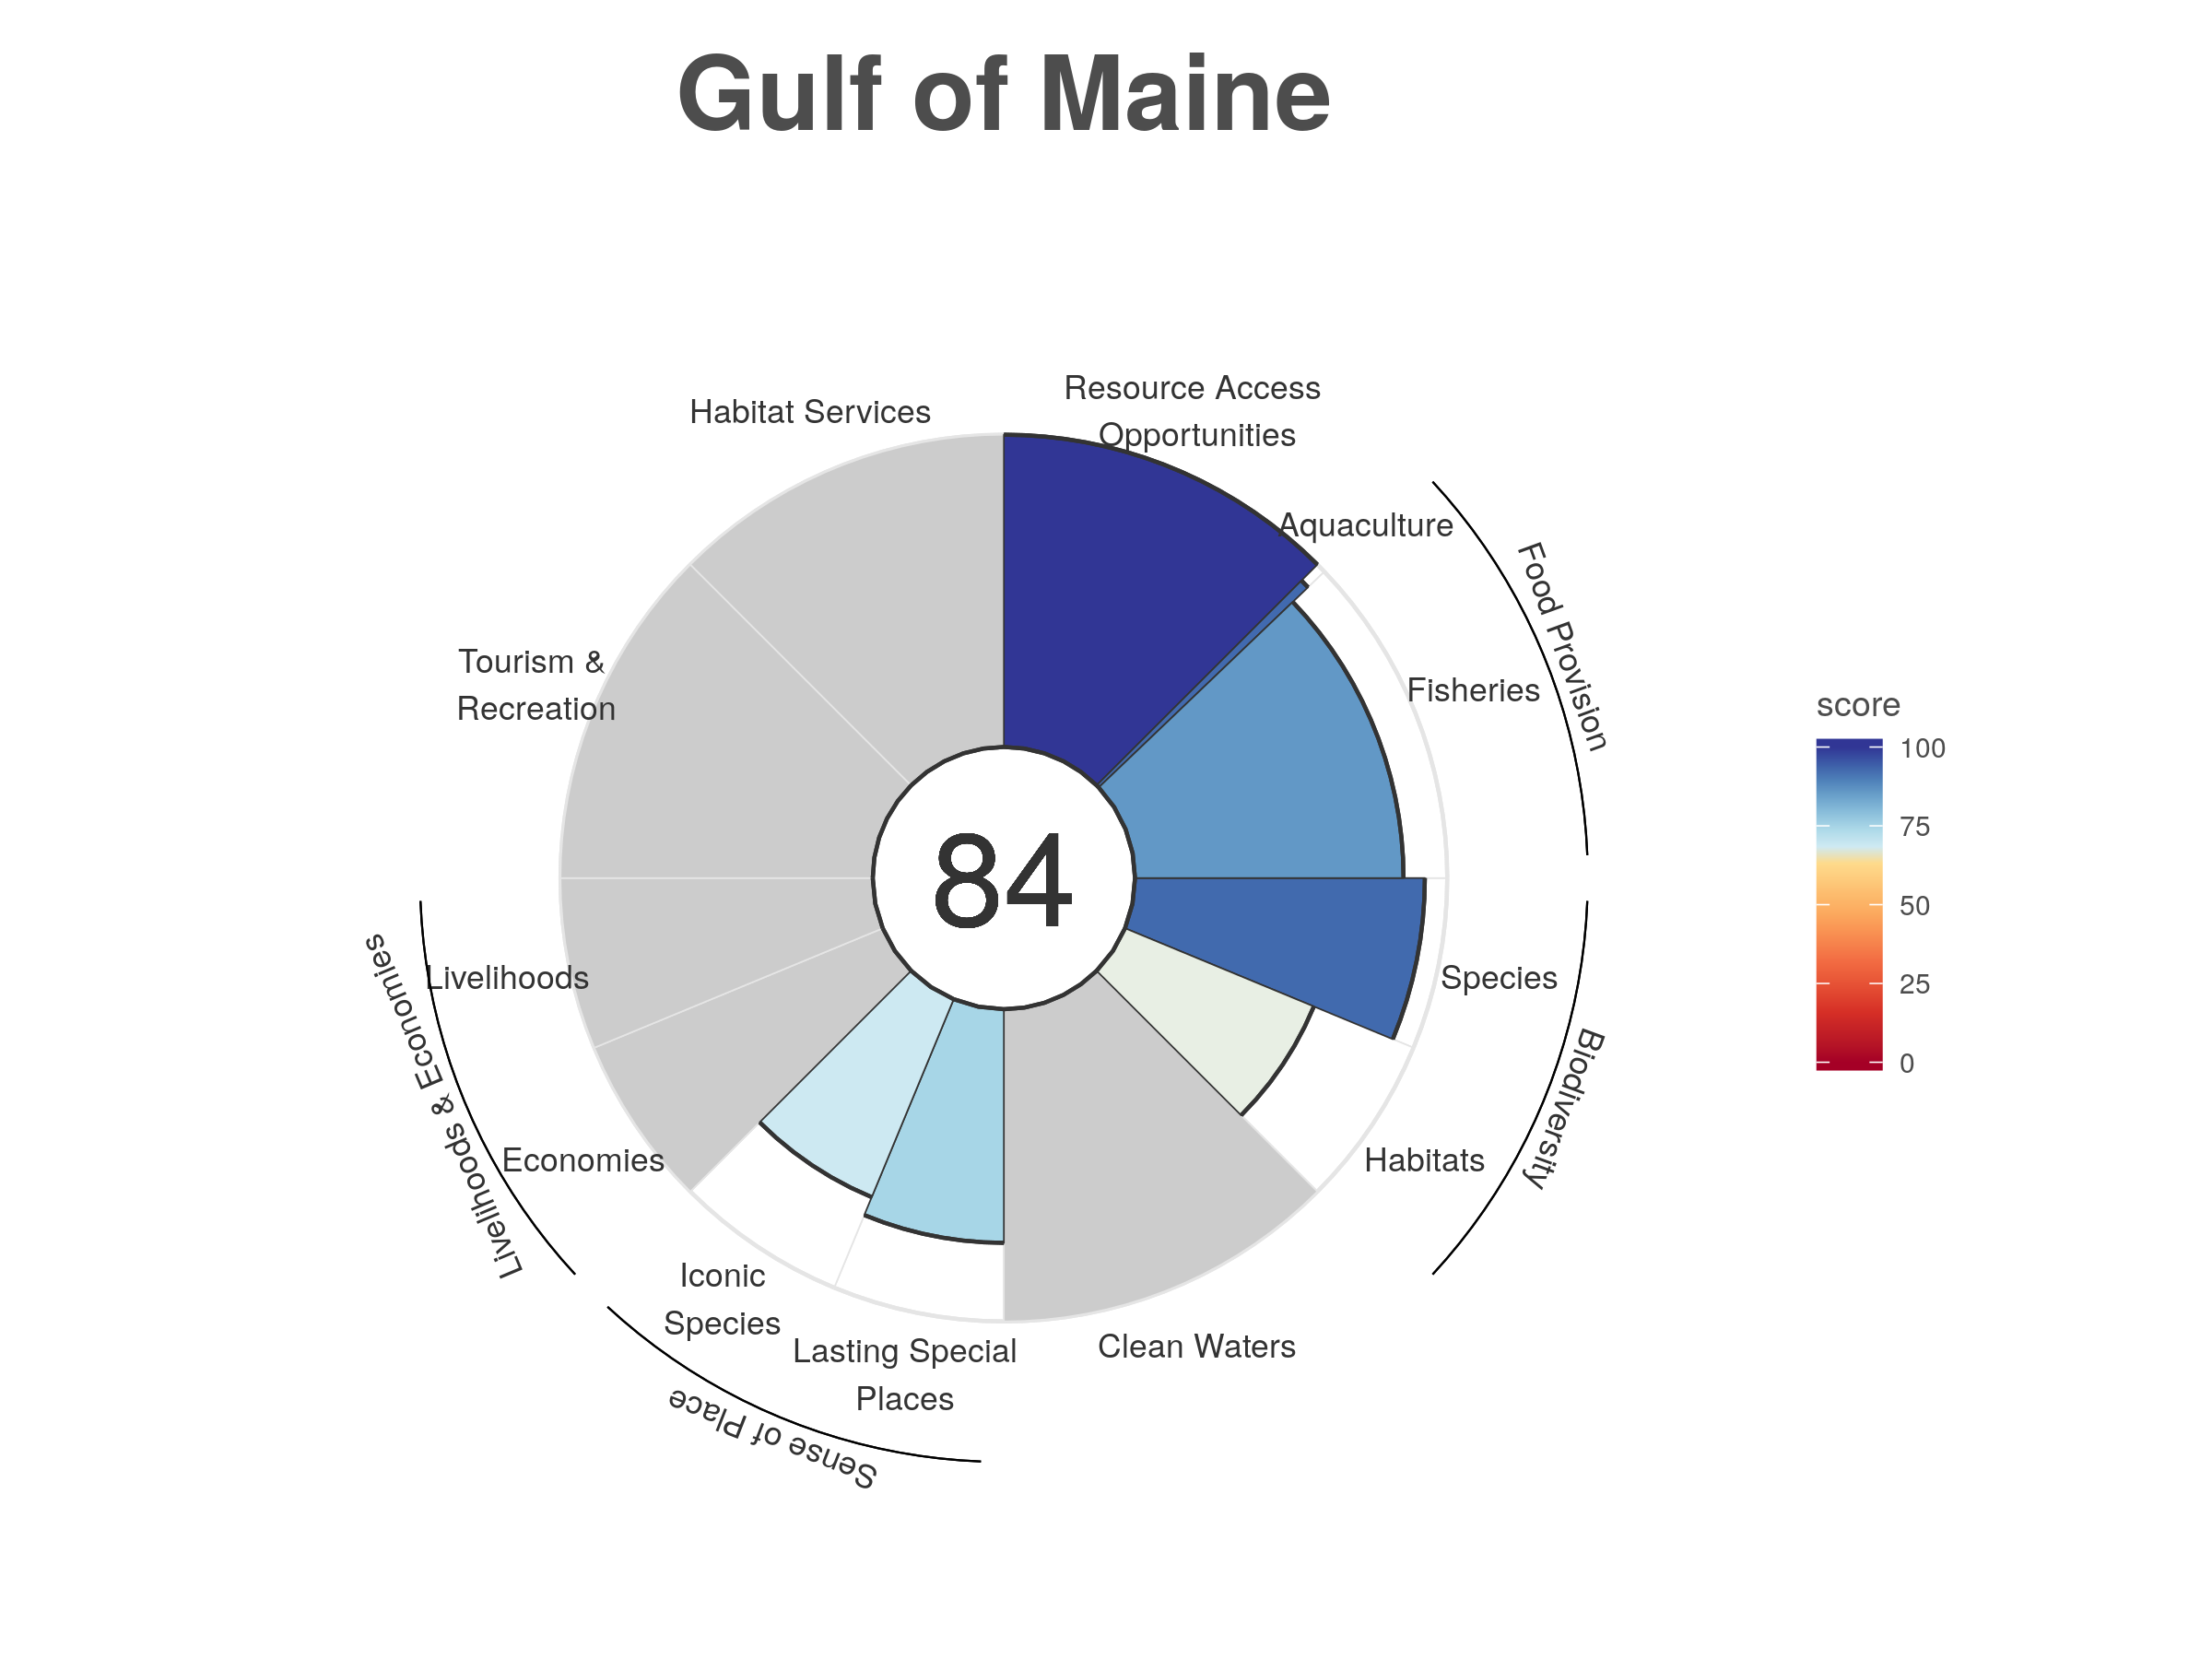 Gulf of Maine
Resource Access
Opportunities
Habitat Services
Aquaculture
Food Provision
Tourism &
Recreation
Fisheries
score
100
75
50
25
0
84
Livelihoods
Species
Livelihoods & Economies
Biodiversity
Economies
Habitats
Iconic
Species
Lasting Special
Places
Clean Waters
Sense of Place